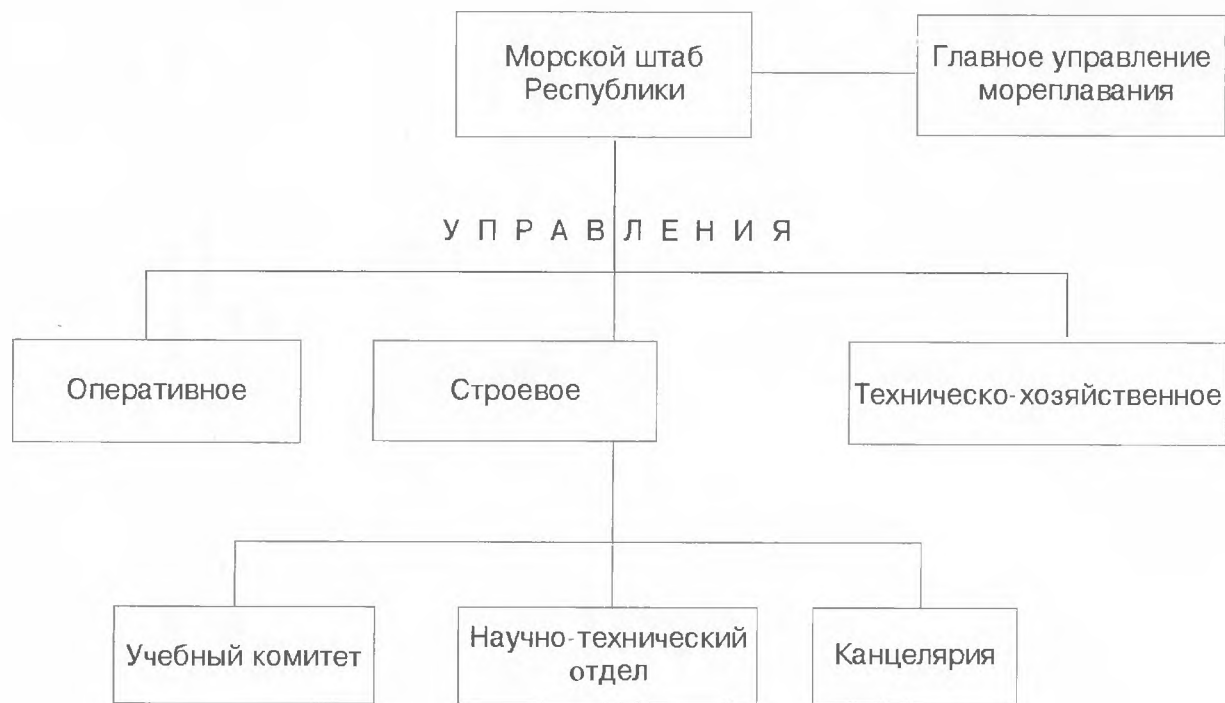 Морской штаб
Республики
Главное управление
мореплавания
УПРАВЛЕНИЯ
Оперативное
Строевое
Техническо-хозяйственное
Учебный комитет
Научно-технический
отдел
Канцелярия